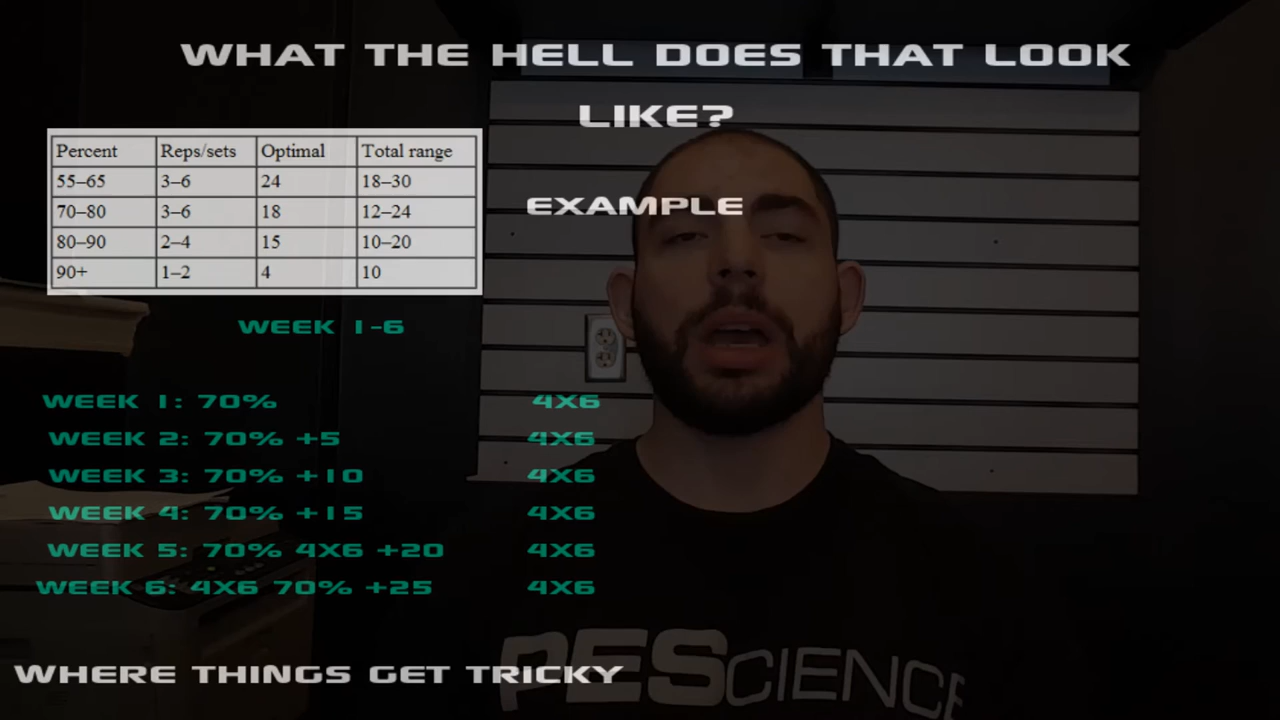 WHAT THE HELL DOES THAT LOOK
LIKE?
Percent Reps/sets Optimal Total range
55–65 3–6 24 18–30
70–80 3–6 18 12–24
80–90 2–4 15 10–20
90+ 1–2 4 10
EXAMPLE
WEEK 1-6
WEEK 1: 70% 4X6
WEEK 2: 70% +5 4X6
WEEK 3: 70% +10 4X6
WEEK 4: 70% +15 4X6
WEEK 5: 70% 4X6 +20 4X6
WEEK 6: 4X6 70% +25 4X6
WHERE THINGS GET TRICKY
PESCIENCE